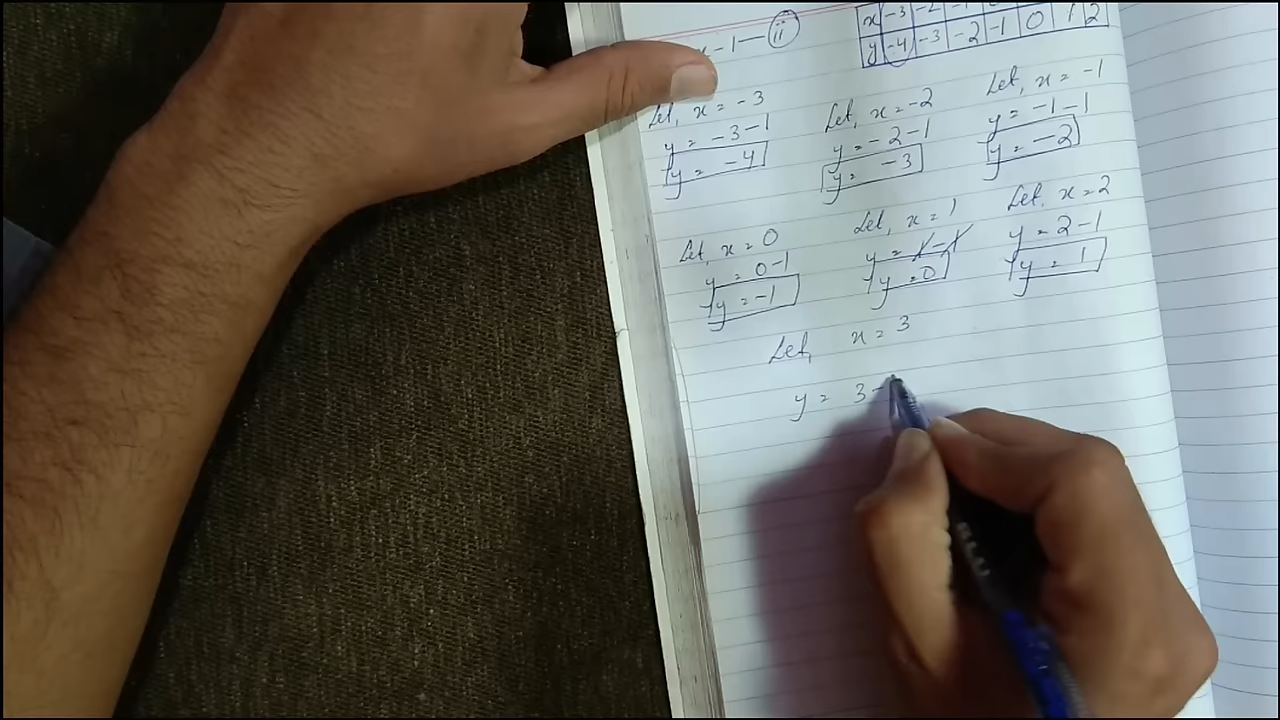 x -3 -2 -1
y -4 -3 -2 -1 0 1 2
x-1—(ii)
Let, x = -3
y = -3-1
y = -4
Let, x = -2
y = -2-1
y = -3
Let, x = -1
y = -1-1
y = -2
Let, x = 0
y = 0-1
y = -1
Let, x = 1
y = 1-1
y = 0
Let, x = 2
y = 2-1
y = 1
Let, x = 3
y = 3-